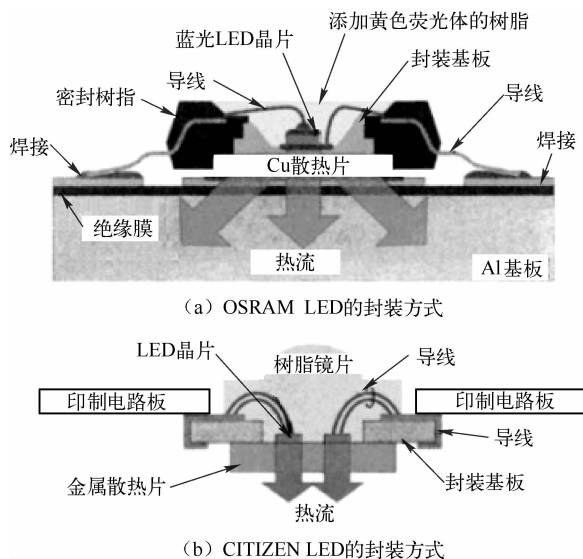 添加黄色荧光体的树脂
蓝光LED晶片
导线
封装基板
密封树指
导线
焊接
焊接
Cu散热片
绝缘膜
热流
Al基板
（a）OSRAM LED的封装方式
LED晶片
树脂镜片
导线
印制电路板
印制电路板
导线
金属散热片
封装基板
热流
（b）CITIZEN LED的封装方式